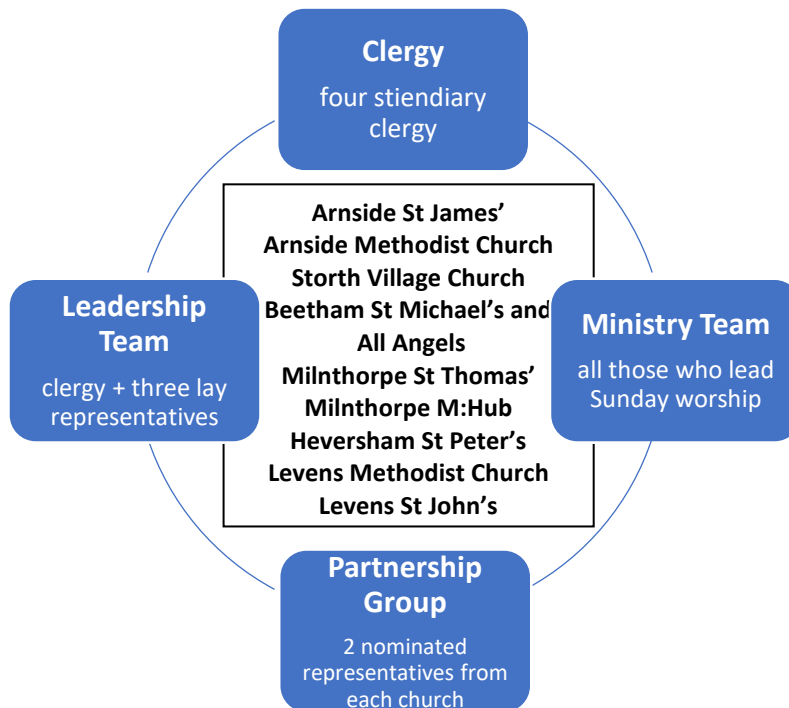 Clergy
four stiendiary
clergy
Arnside St James’
Arnside Methodist Church
Storth Village Church
Beetham St Michael’s and
All Angels
Milnthorpe St Thomas’
Milnthorpe M:Hub
Heversham St Peter’s
Levens Methodist Church
Levens St John’s
Leadership
Team
clergy + three lay
representatives
Ministry Team
all those who lead
Sunday worship
Partnership
Group
2 nominated
representatives from
each church